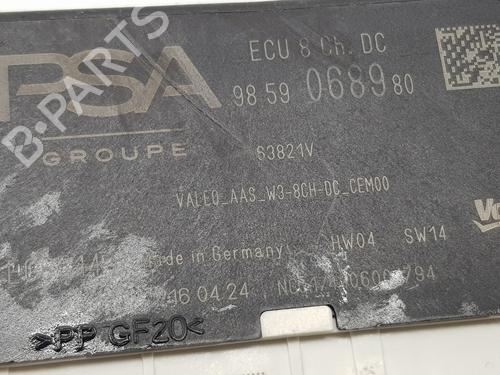 PSA
GROUPE
ECU 8 CH. DC
98 59 0689 80
63821V
VALEO_AAS_W3-8CH-DC_CEM00
Made in Germany
HW04 SW14
16 04.24
>PP GF20<
B-PARTS